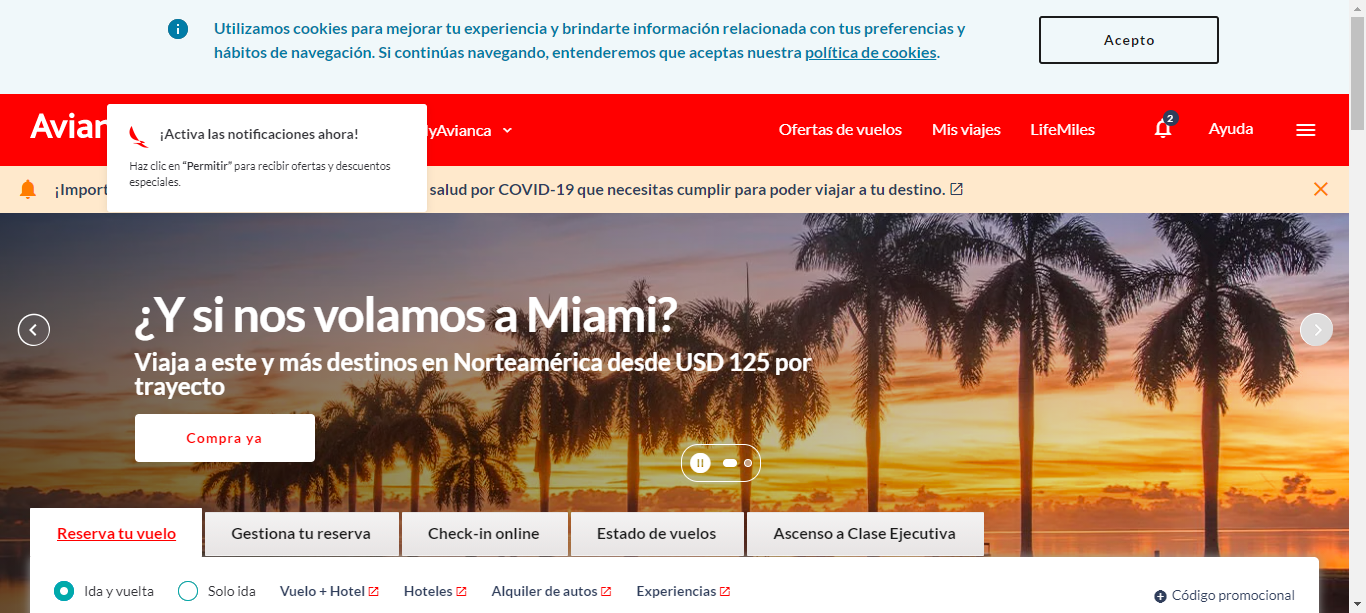 Utilizamos cookies para mejorar tu experiencia y brindarte información relacionada con tus preferencias y
hábitos de navegación. Si continúas navegando, entenderemos que aceptas nuestra política de cookies.
Acepto
¡Activa las notificaciones ahora!
Haz clic en “Permitir” para recibir ofertas y descuentos
especiales.
Avian
yAvianca
Ofertas de vuelos
Mis viajes
LifeMiles
2
Ayuda
¡Import
salud por COVID-19 que necesitas cumplir para poder viajar a tu destino.
¿Y si nos volamos a Miami?
Viaja a este y más destinos en Norteamérica desde USD 125 por
trayecto
Compra ya
Reserva tu vuelo
Gestiona tu reserva
Check-in online
Estado de vuelos
Ascenso a Clase Ejecutiva
Ida y vuelta
Solo ida
Vuelo + Hotel
Hoteles
Alquiler de autos
Experiencias
Código promocional